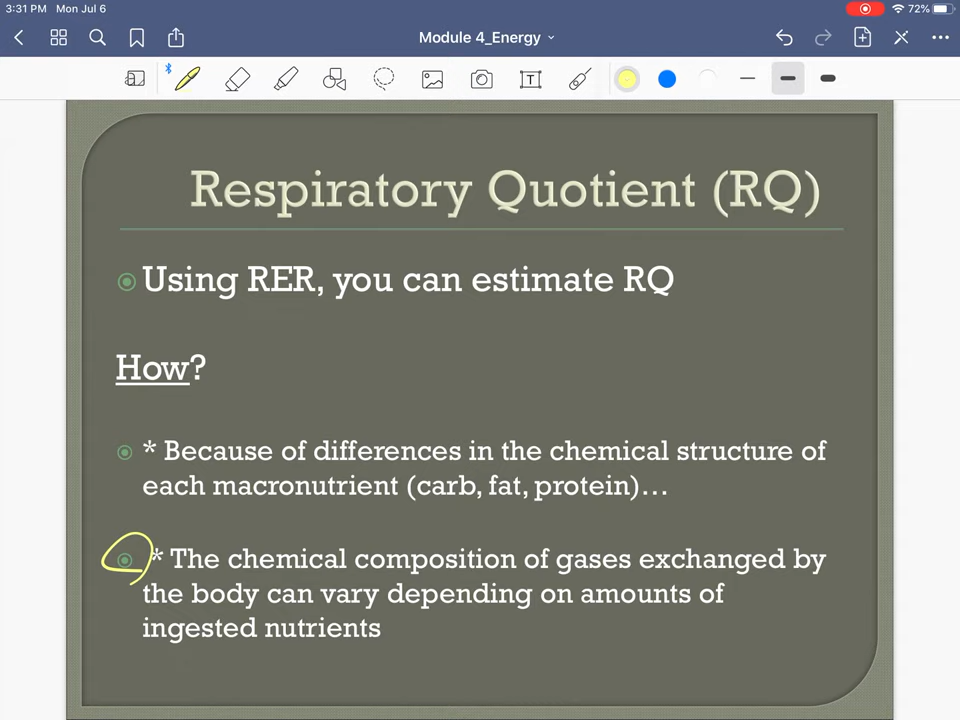 3:31 PM Mon Jul 6
72%
Module 4_Energy
T
Respiratory Quotient (RQ)
Using RER, you can estimate RQ
How?
* Because of differences in the chemical structure of
each macronutrient (carb, fat, protein)...
* The chemical composition of gases exchanged by
the body can vary depending on amounts of
ingested nutrients